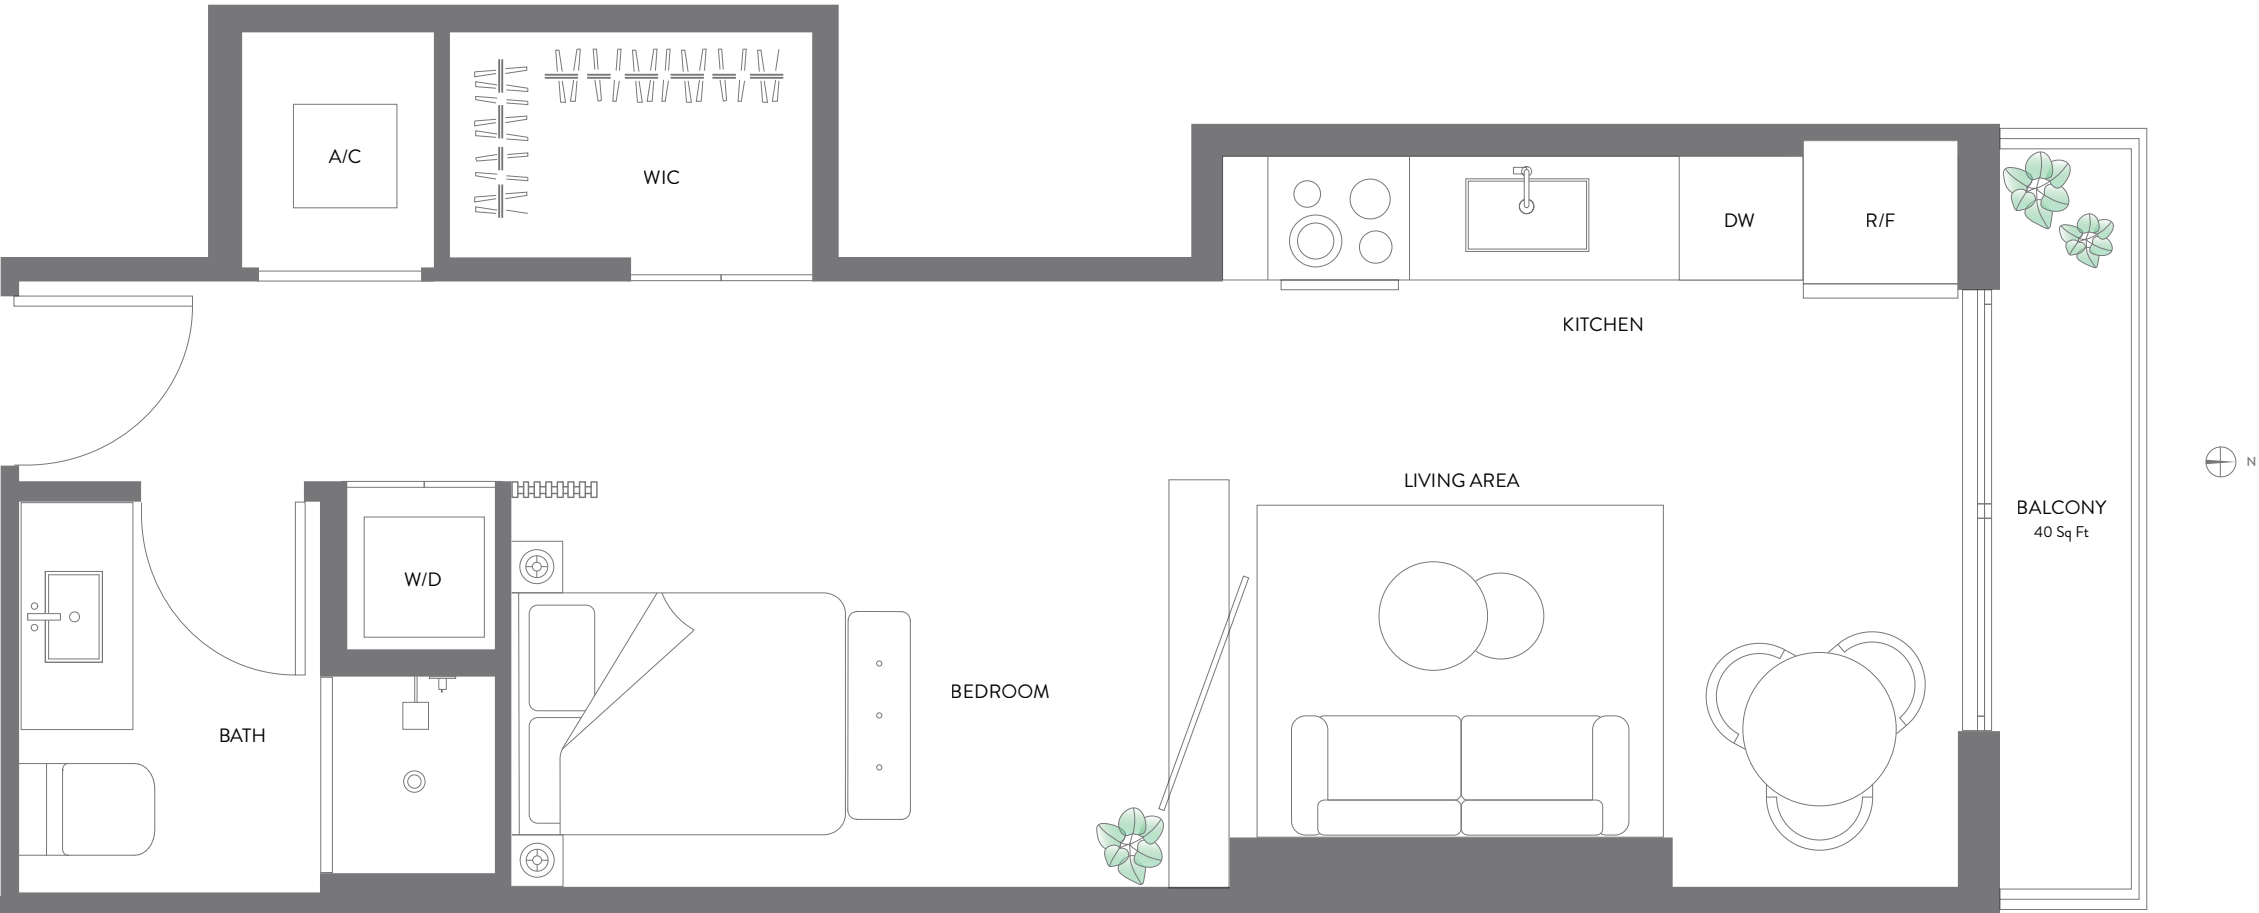 A/C
WIC
DW
R/F
KITCHEN
LIVING AREA
N
BALCONY
40 Sq Ft
W/D
BEDROOM
BATH